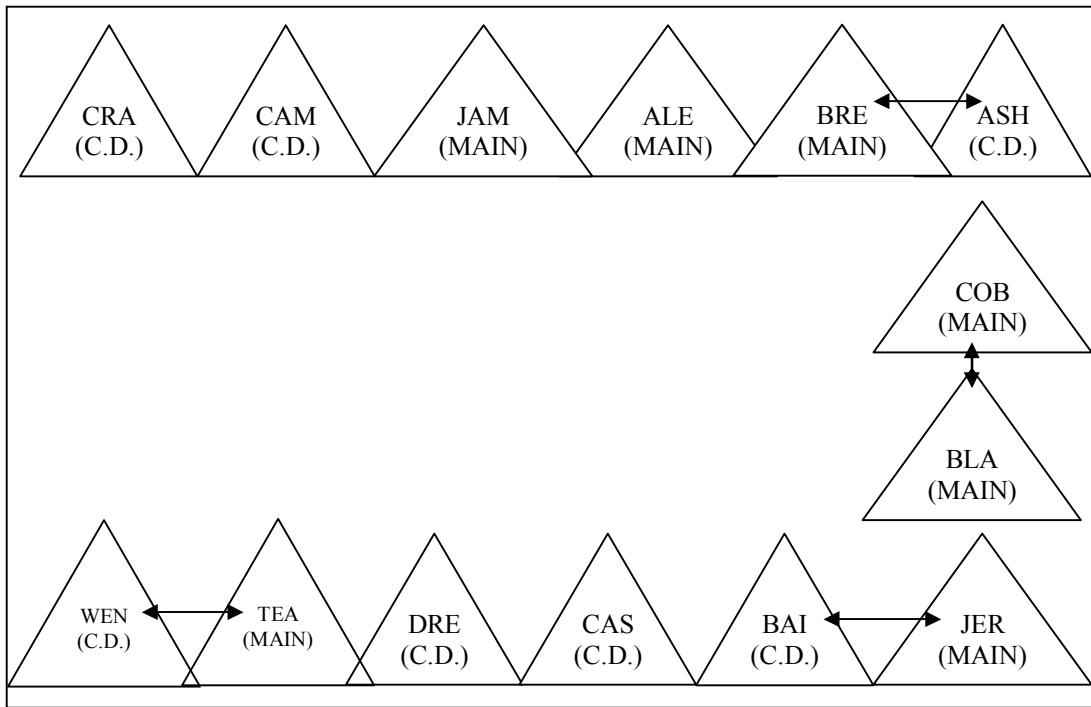 CRA
(C.D.)
CAM
(C.D.)
JAM
(MAIN)
ALE
(MAIN)
BRE
(MAIN)
ASH
(C.D.)
COB
(MAIN)
BLA
(MAIN)
WEN
(C.D.)
TEA
(MAIN)
DRE
(C.D.)
CAS
(C.D.)
BAI
(C.D.)
JER
(MAIN)